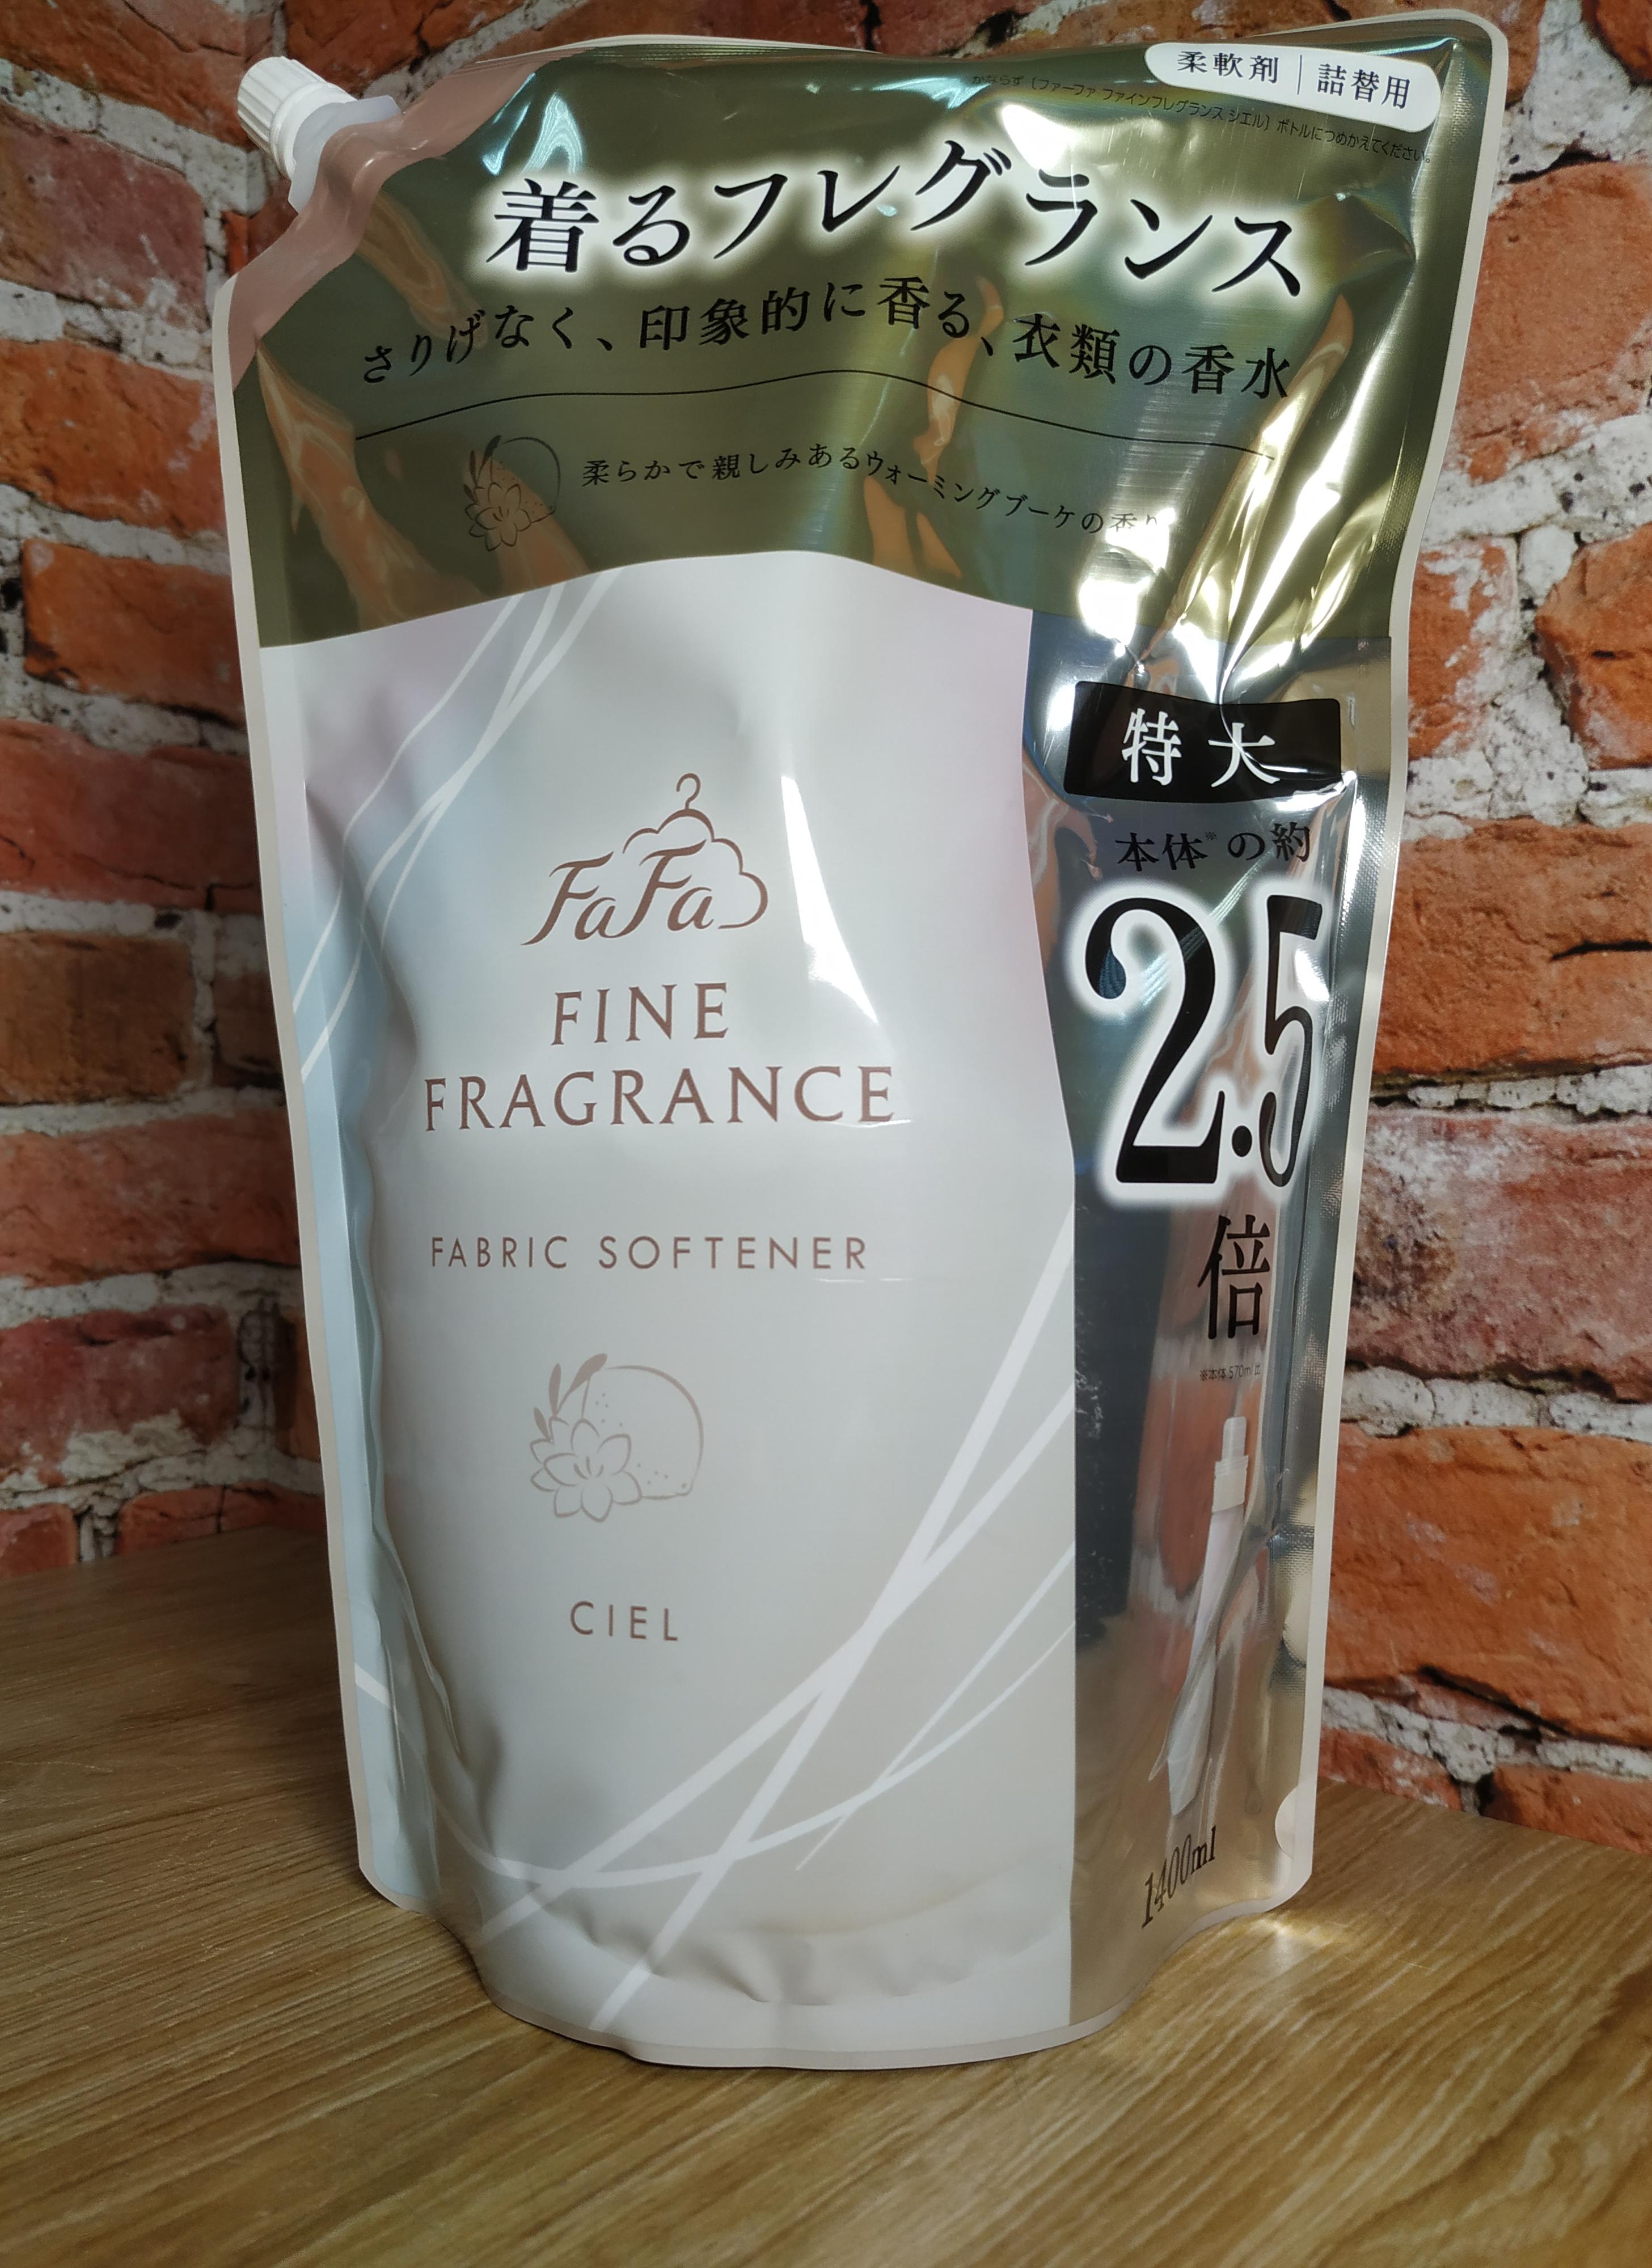 柔軟剤｜詰替用
かならず〔ファーファ ファインフレグランス シエル〕ボトルにつめかえてください。
着るフレグランス
さりげなく、印象的に香る、衣類の香水
柔らかで親しみあるウォーミングブーケの香り
特大
本体※の約
2.5
倍
※本体570ml比
FaFa
FINE
FRAGRANCE
FABRIC SOFTENER
CIEL
1400ml